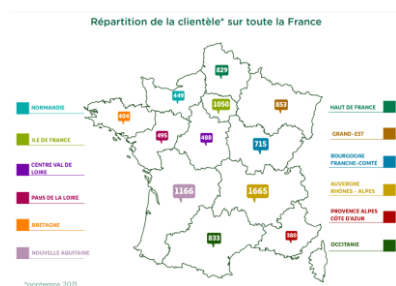 Répartition de la clientèle* sur toute la France
829
449
1050
853
484
495
488
715
1166
1665
833
380
NORMANDIE
ILE DE FRANCE
CENTRE VAL DE
LOIRE
PAYS DE LA LOIRE
BRETAGNE
NOUVELLE AQUITAINE
HAUT DE FRANCE
GRAND-EST
BOURGOGNE
FRANCHE-COMTÉ
AUVERGNE
RHÔNES - ALPES
PROVENCE ALPES
CÔTE D'AZUR
OCCITANIE
*printemps 2021